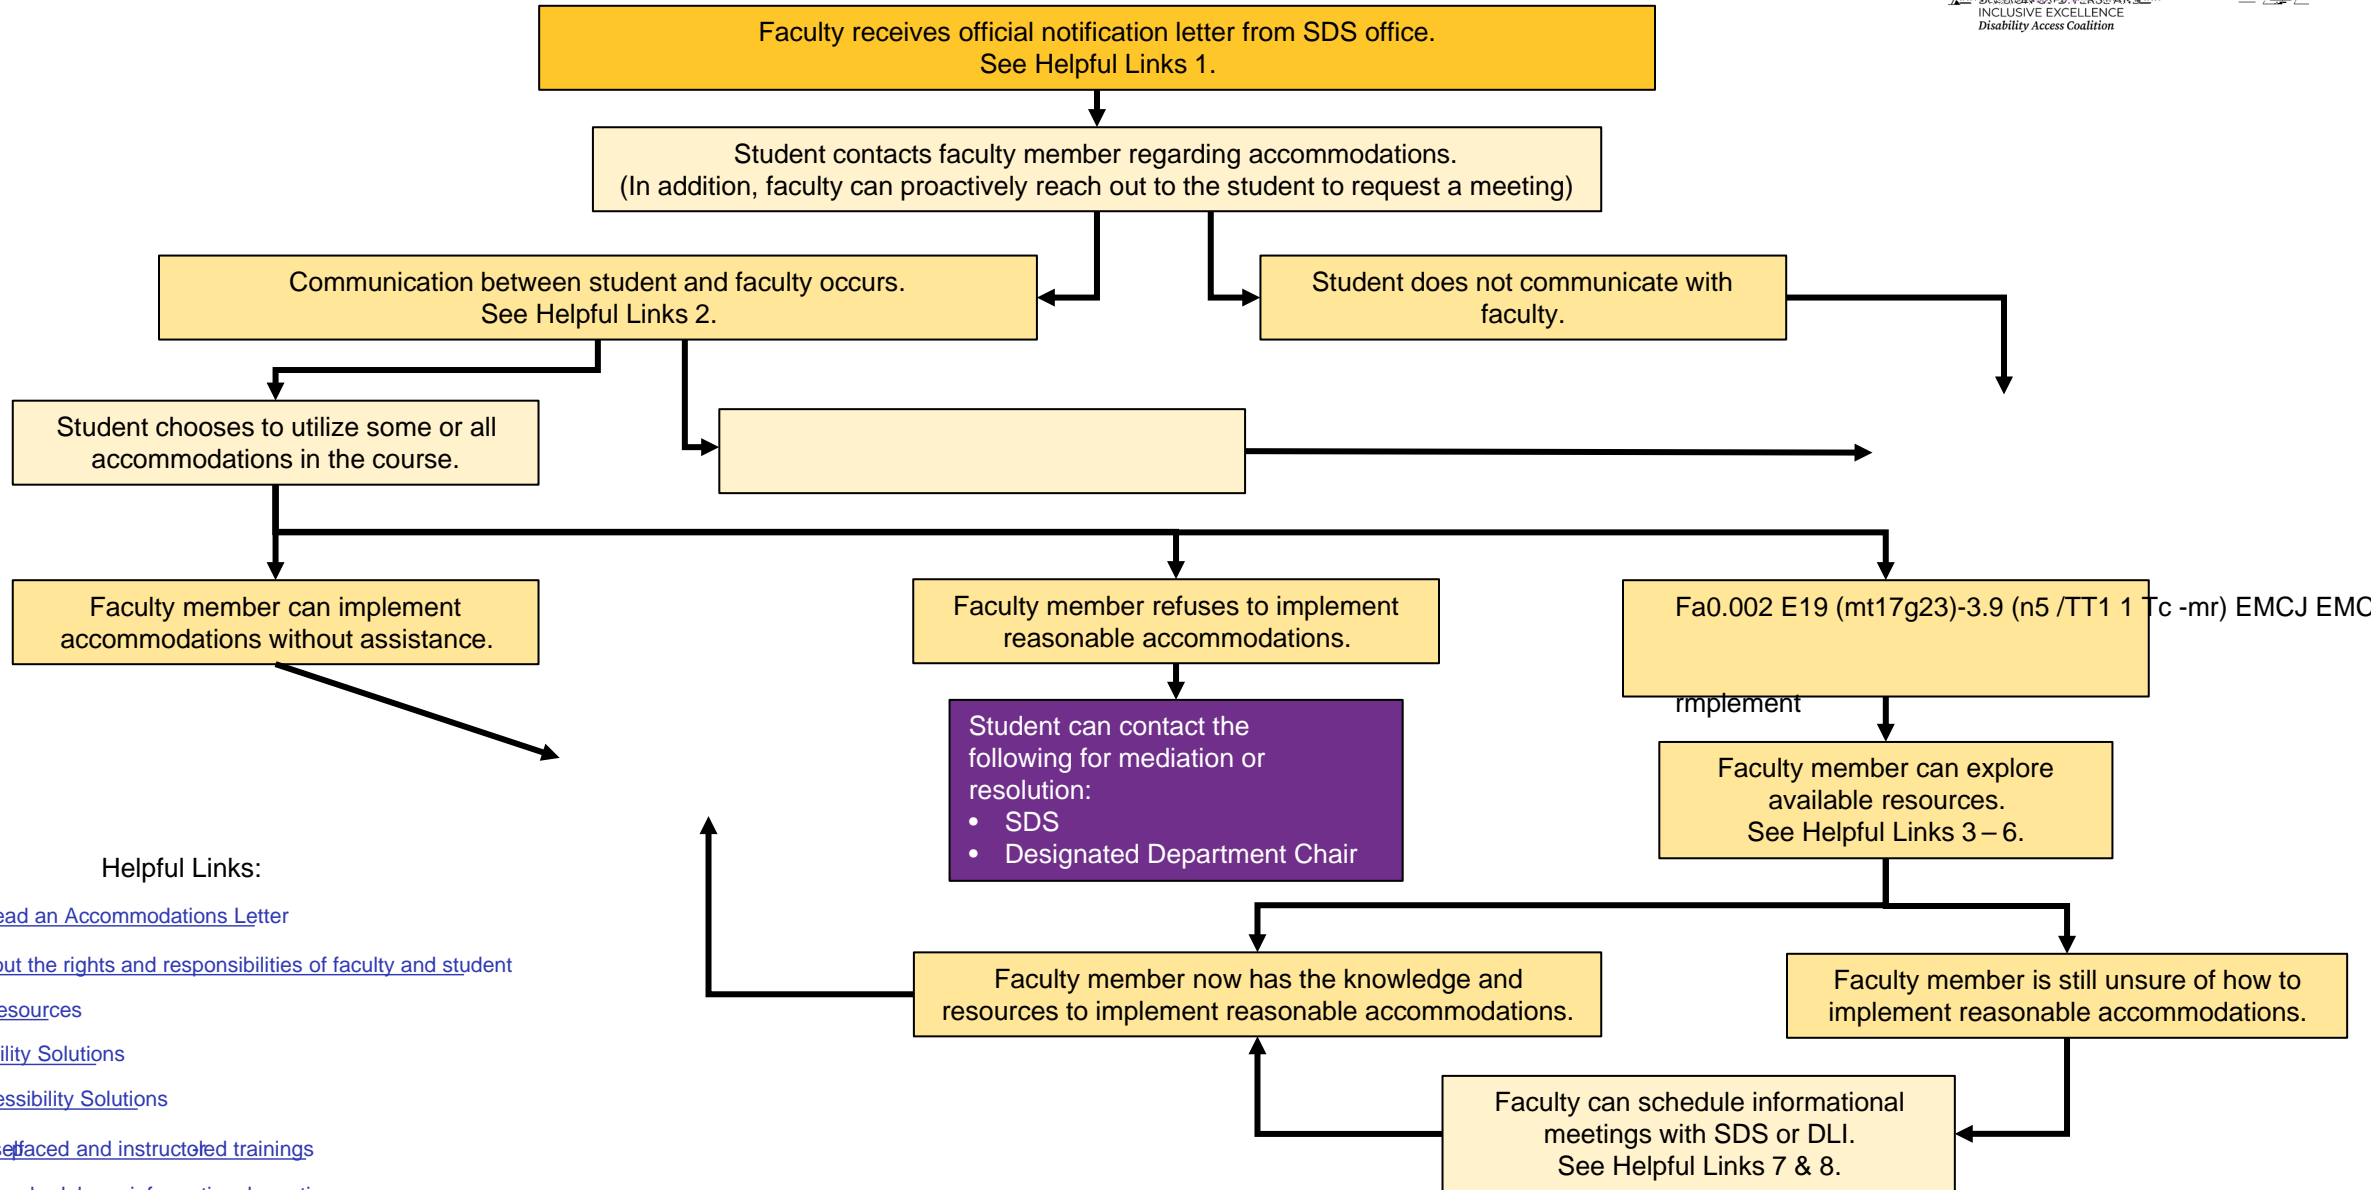 INCLUSIVE EXCELLENCE
Disability Access Coalition
Faculty receives official notification letter from SDS office.
See Helpful Links 1.
Student contacts faculty member regarding accommodations.
(In addition, faculty can proactively reach out to the student to request a meeting)
Communication between student and faculty occurs.
See Helpful Links 2.
Student does not communicate with
faculty.
Student chooses to utilize some or all
accommodations in the course.
Faculty member can implement
accommodations without assistance.
Faculty member refuses to implement
reasonable accommodations.
Fa0.002 E19 (mt17g23)-3.9 (n5 /TT1 1 Tc -mr) EMCJ EMC
rmplement
Student can contact the
following for mediation or
resolution:
• SDS
• Designated Department Chair
Faculty member can explore
available resources.
See Helpful Links 3 – 6.
Faculty member now has the knowledge and
resources to implement reasonable accommodations.
Faculty member is still unsure of how to
implement reasonable accommodations.
Faculty can schedule informational
meetings with SDS or DLI.
See Helpful Links 7 & 8.
Helpful Links:
ead an Accommodations Letter
out the rights and responsibilities of faculty and student
esources
ility Solutions
essibility Solutions
aced and instructor-led trainings